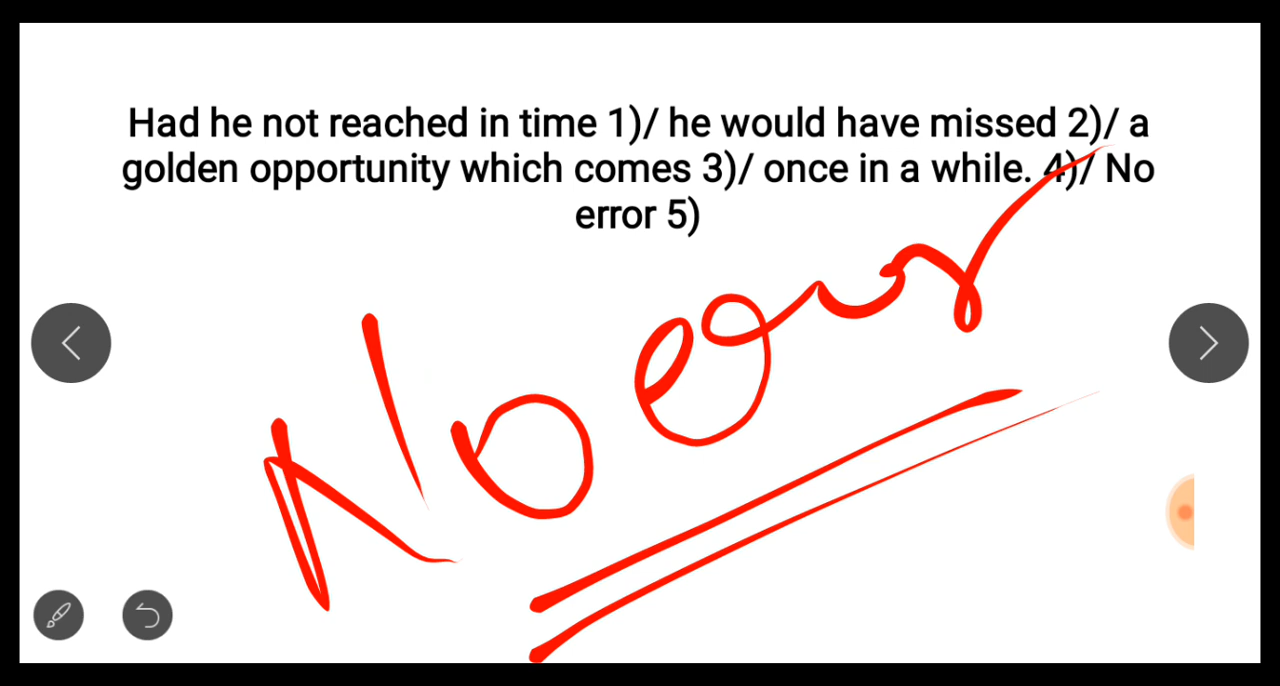 Had he not reached in time 1)/ he would have missed 2)/ a
golden opportunity which comes 3)/ once in a while. 4)/ No
error 5)
No error